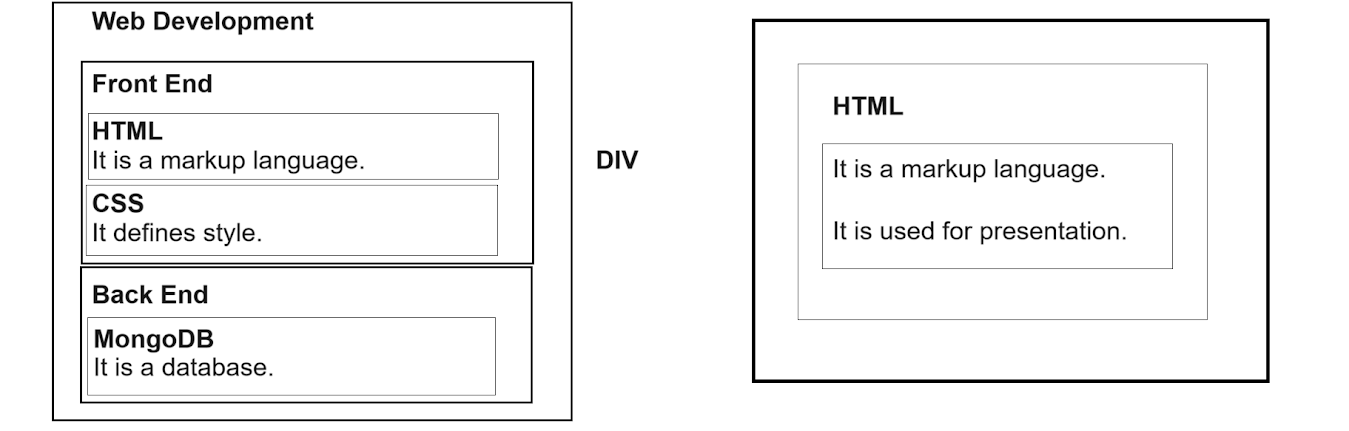 Web Development
Front End
HTML
It is a markup language.
CSS
It defines style.
Back End
MongoDB
It is a database.
DIV
HTML
It is a markup language.
It is used for presentation.